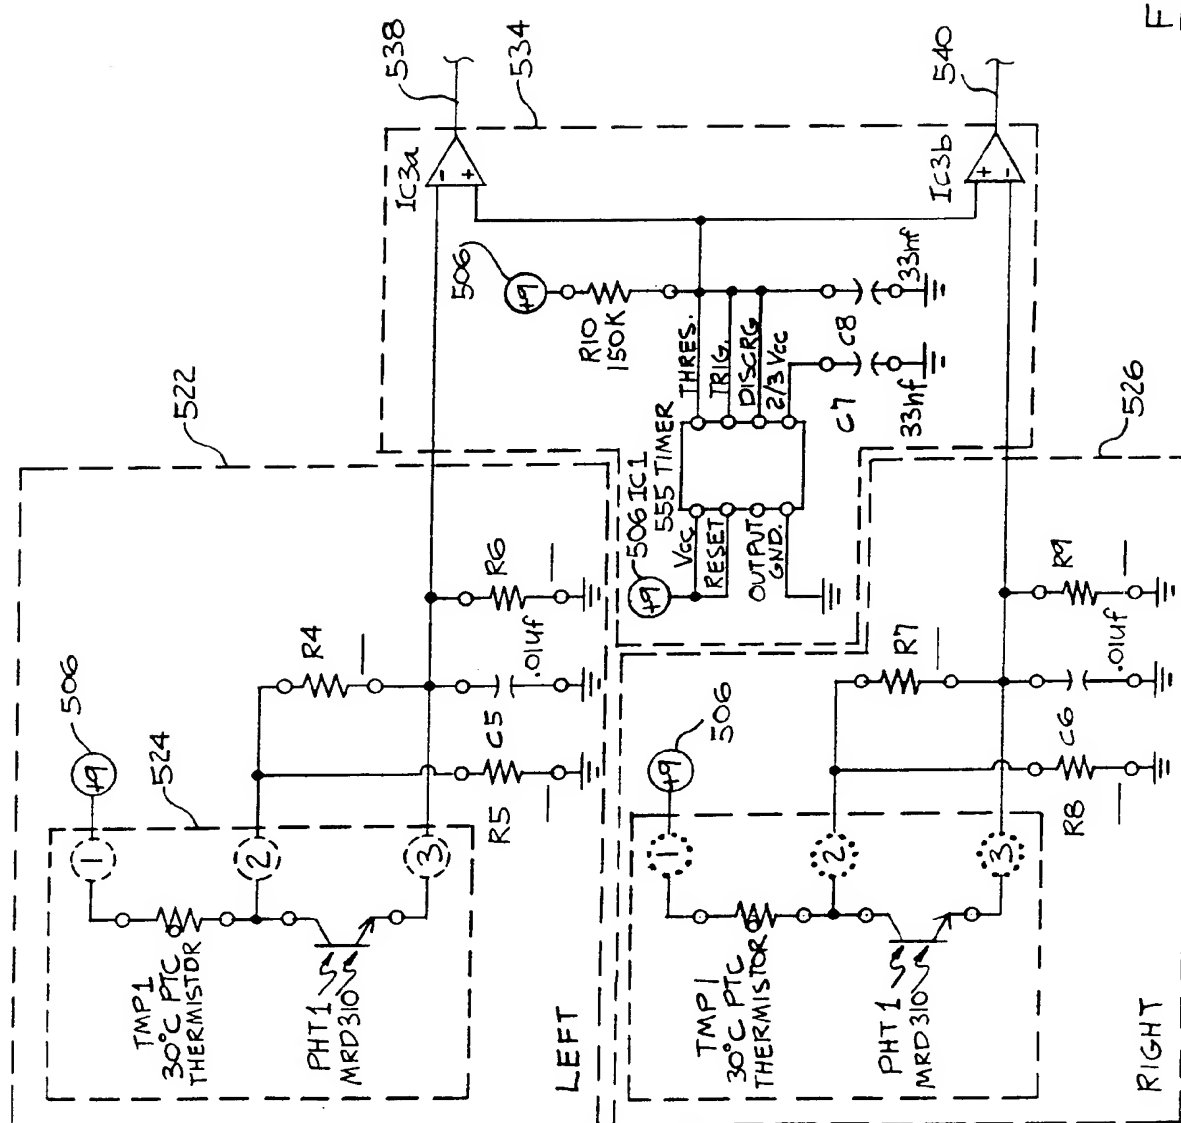 538
534
IC3a
-
+
506
+9
R10
150K
THRES.
TRIG.
DISCRG
2/3 Vcc
C8
33nf
C7
33nf
506
IC1
555 TIMER
+9
Vcc
RESET
OUTPUT
GND.
540
IC3b
+
-
522
506
+9
524
1
2
3
R4
R6
R5
C5
.01uf
TMP1
30°C PTC
THERMISTOR
PHT1
MRD310
LEFT
526
506
+9
1
2
3
R7
R9
R8
C6
.01uf
TMP1
30°C PTC
THERMISTOR
PHT1
MRD310
RIGHT